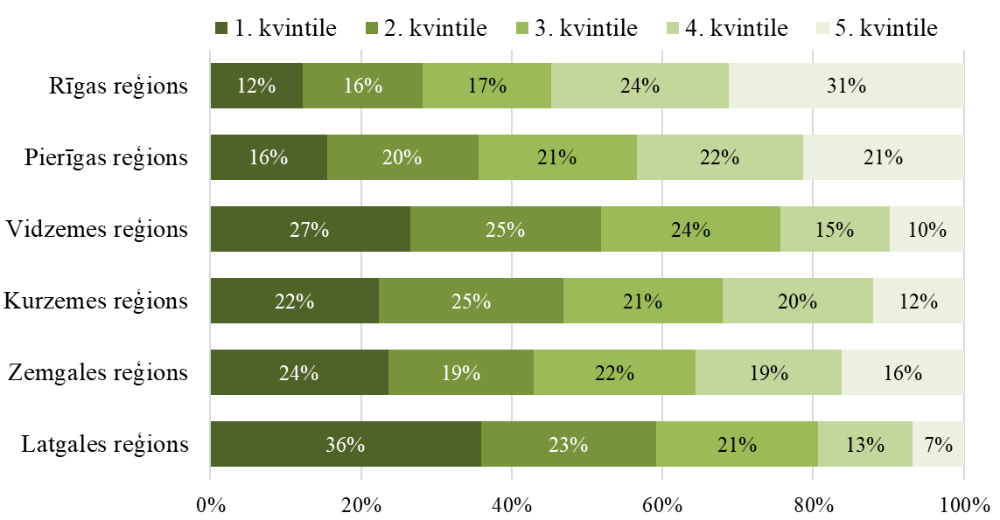 1. kvintile 2. kvintile 3. kvintile 4. kvintile 5. kvintile
Rīgas reģions 12% 16% 17% 24% 31%
Pierīgas reģions 16% 20% 21% 22% 21%
Vidzemes reģions 27% 25% 24% 15% 10%
Kurzemes reģions 22% 25% 21% 20% 12%
Zemgales reģions 24% 19% 22% 19% 16%
Latgales reģions 36% 23% 21% 13% 7%
0% 20% 40% 60% 80% 100%